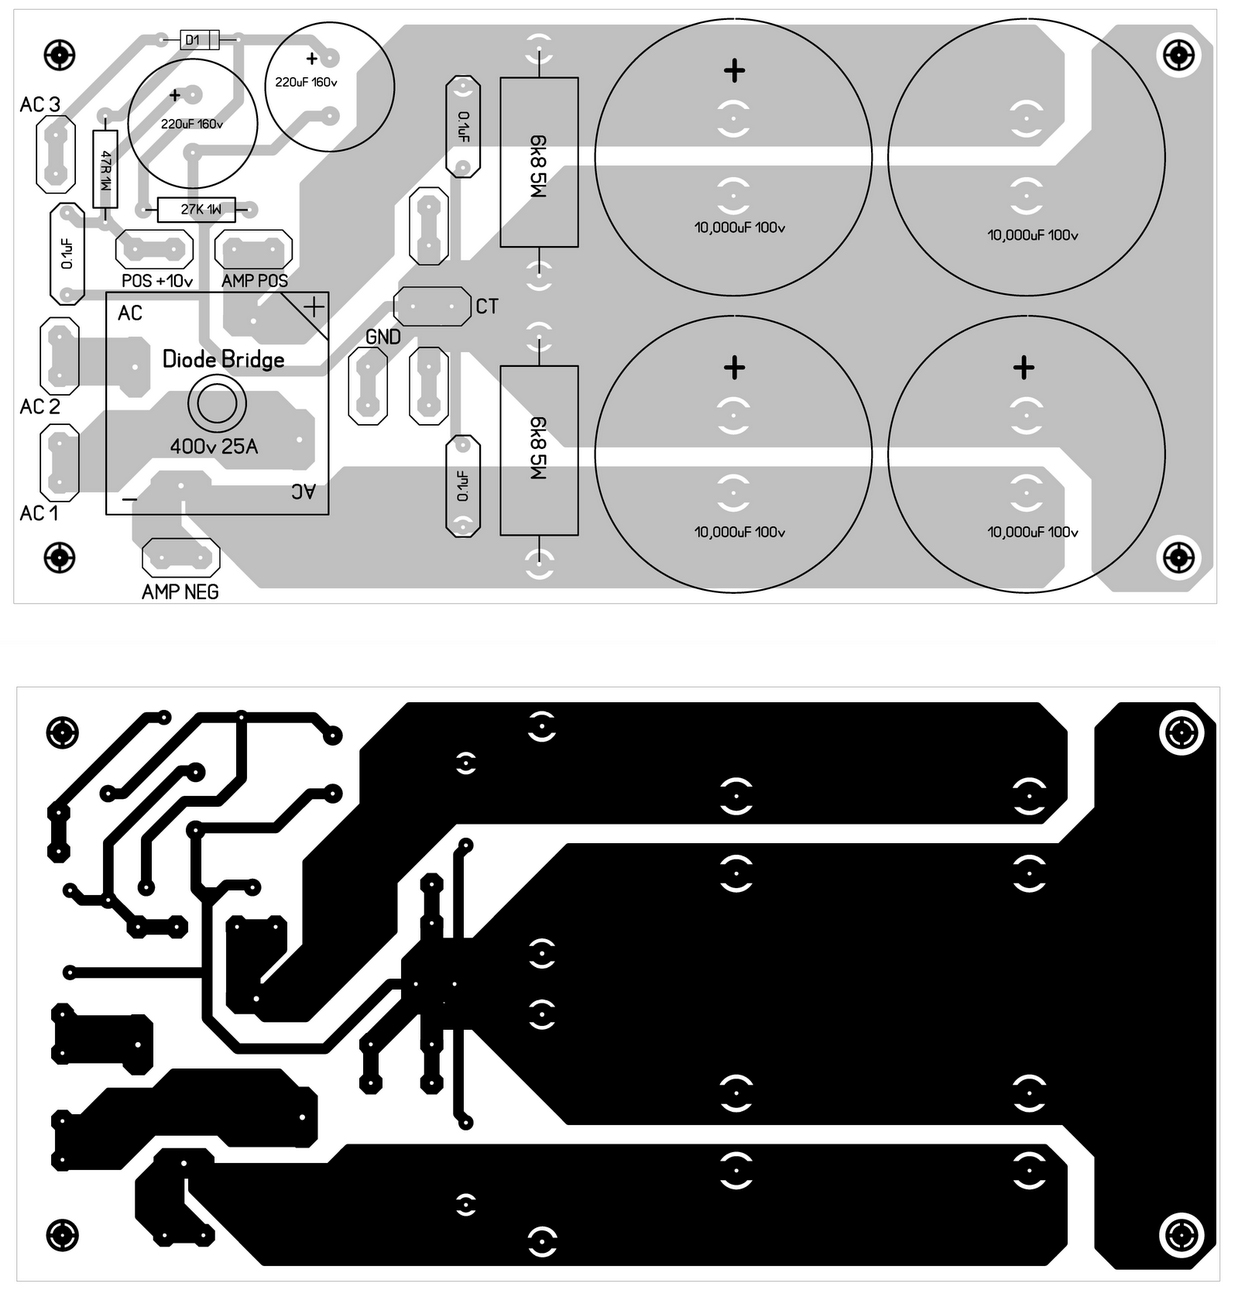 D1
+
220uF 160v
AC 3
+
220uF 160v
0.1uF
6k8 5W
+
47R 1W
27K 1W
0.1uF
10,000uF 100v
10,000uF 100v
POS +10v
AMP POS
AC
+
CT
GND
Diode Bridge
+
+
AC 2
400v 25A
6k8 5W
0.1uF
AC
−
AC 1
10,000uF 100v
10,000uF 100v
AMP NEG